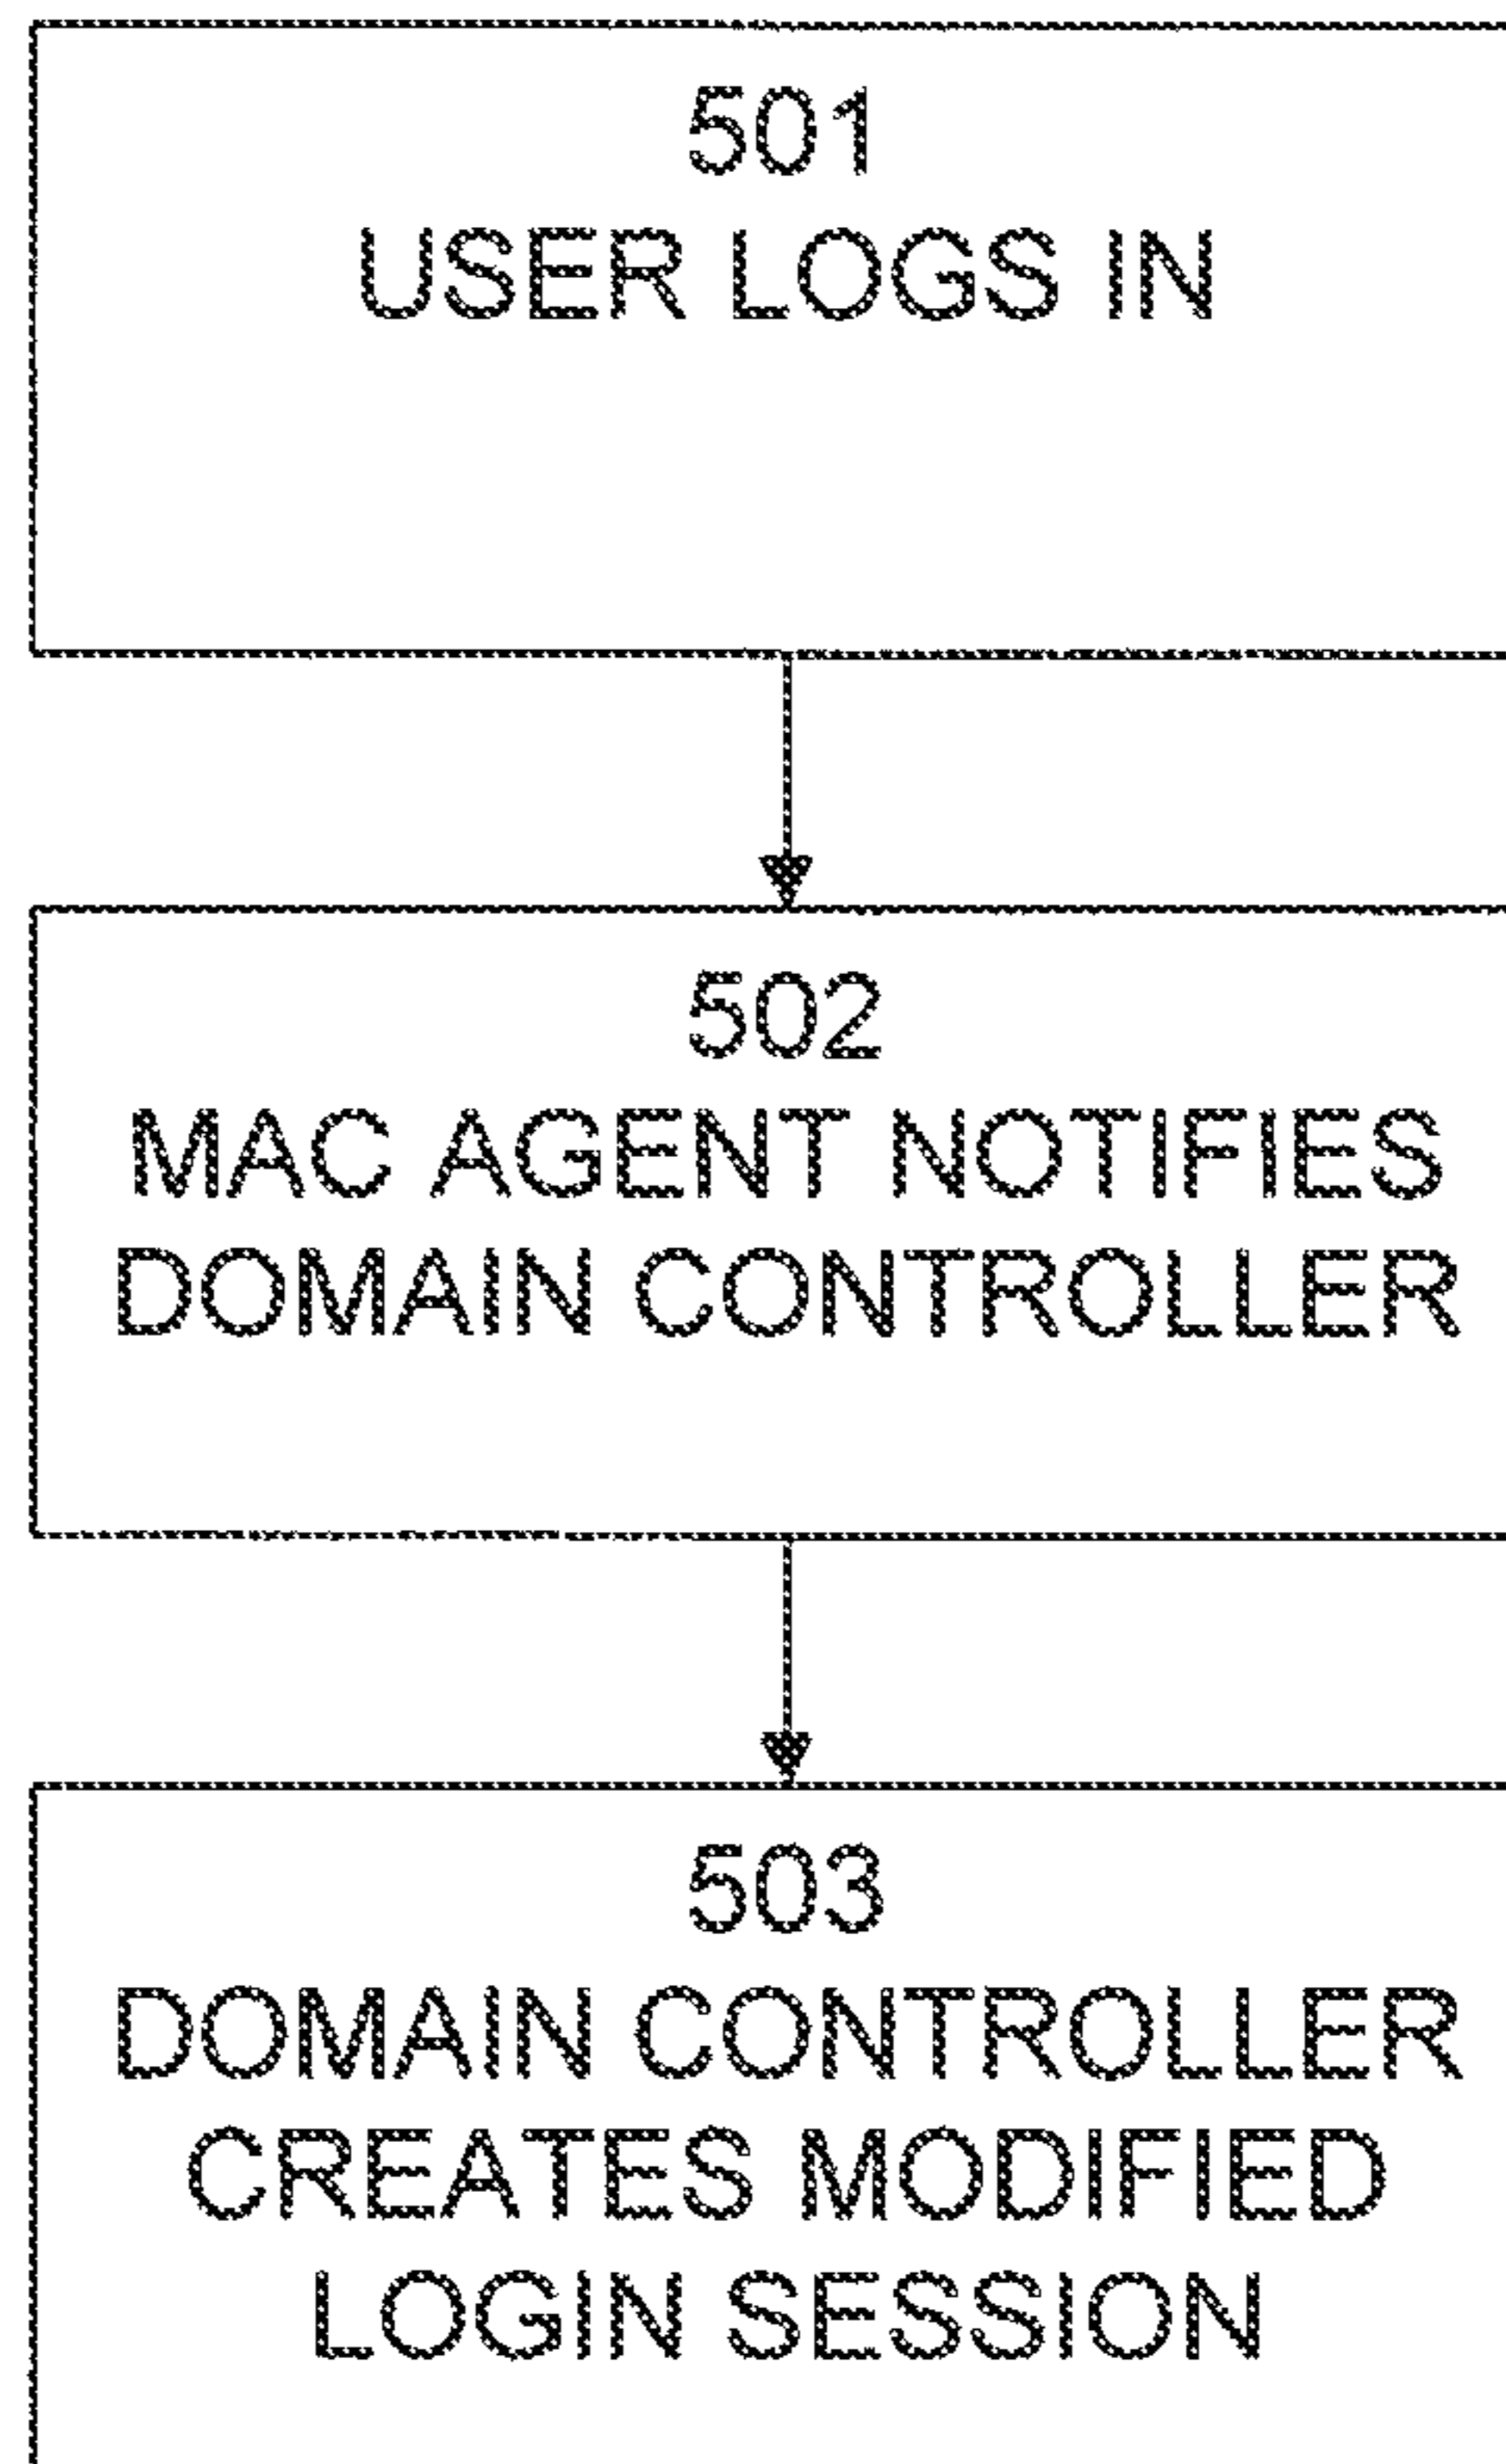 501
USER LOGS IN
502
MAC AGENT NOTIFIES
DOMAIN CONTROLLER
503
DOMAIN CONTROLLER
CREATES MODIFIED
LOGIN SESSION